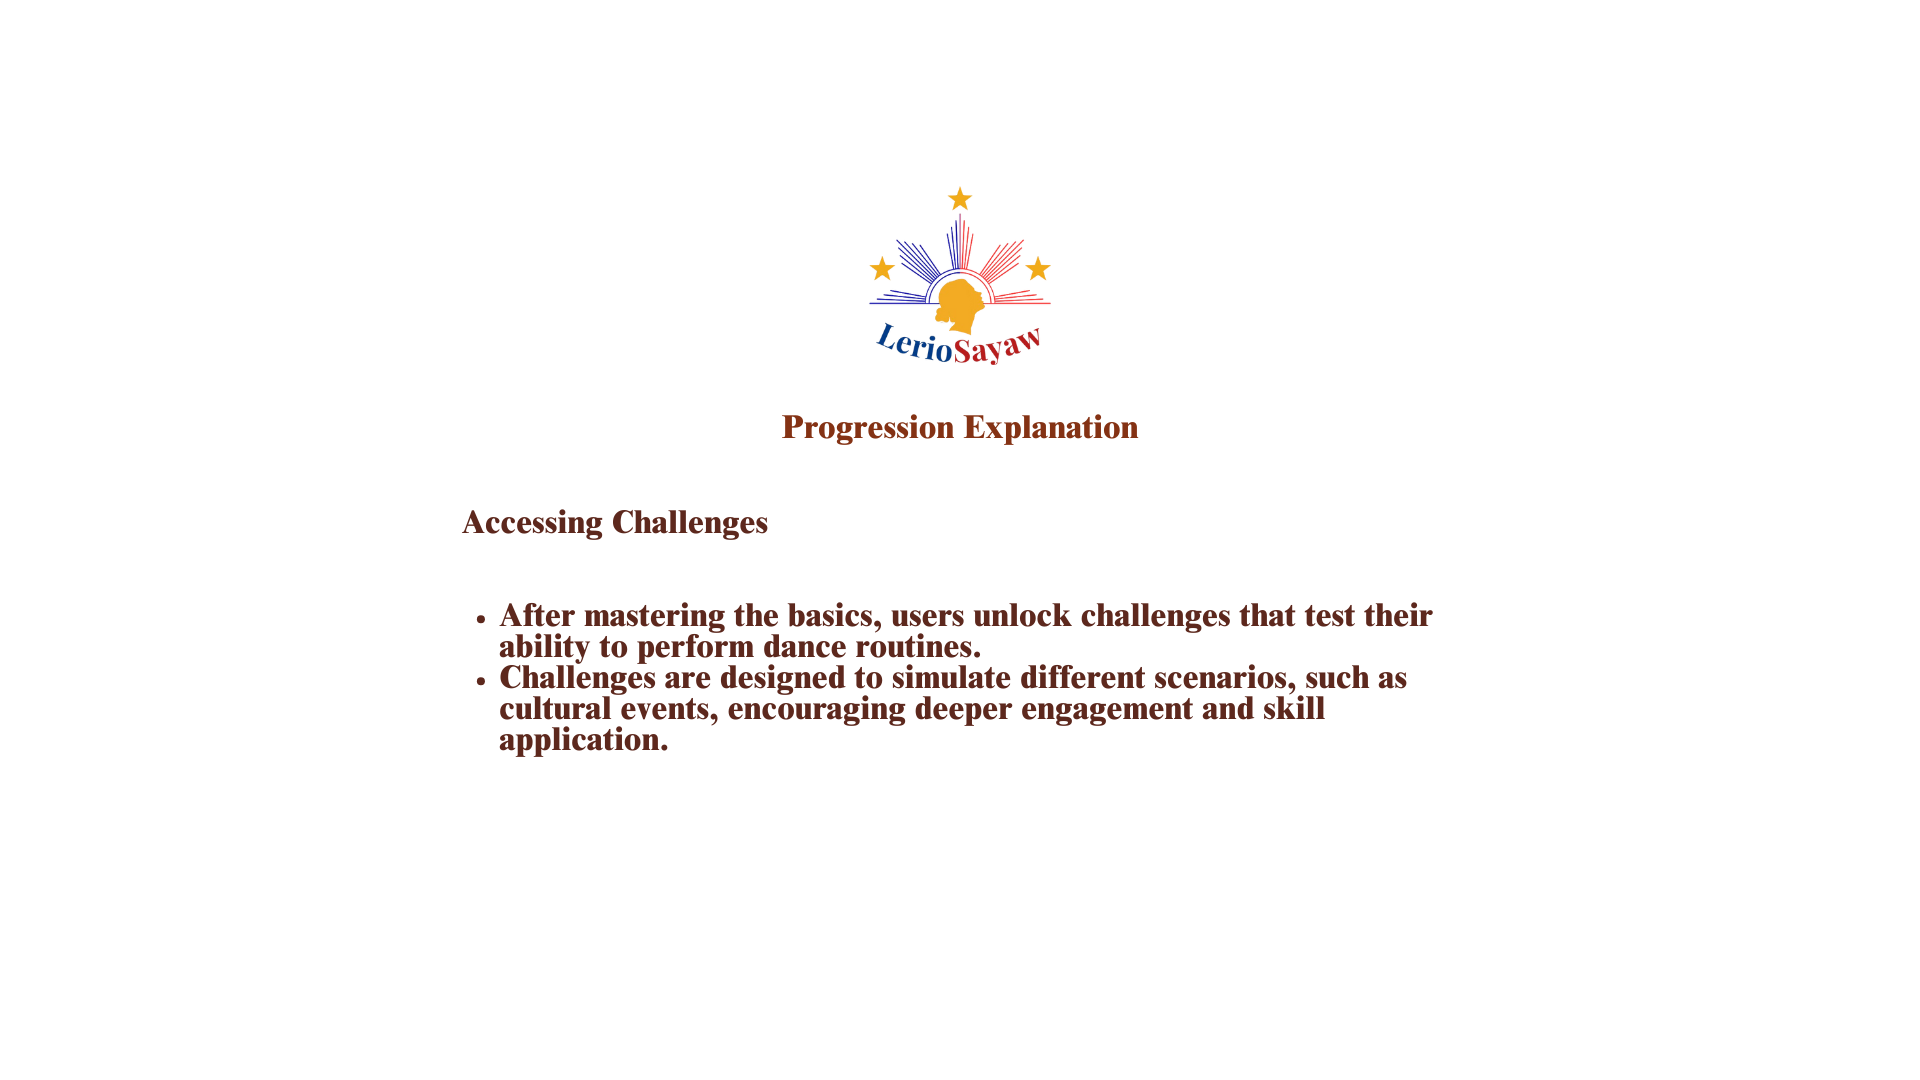 LerioSayaw
Progression Explanation
Accessing Challenges
• After mastering the basics, users unlock challenges that test their
ability to perform dance routines.
• Challenges are designed to simulate different scenarios, such as
cultural events, encouraging deeper engagement and skill
application.